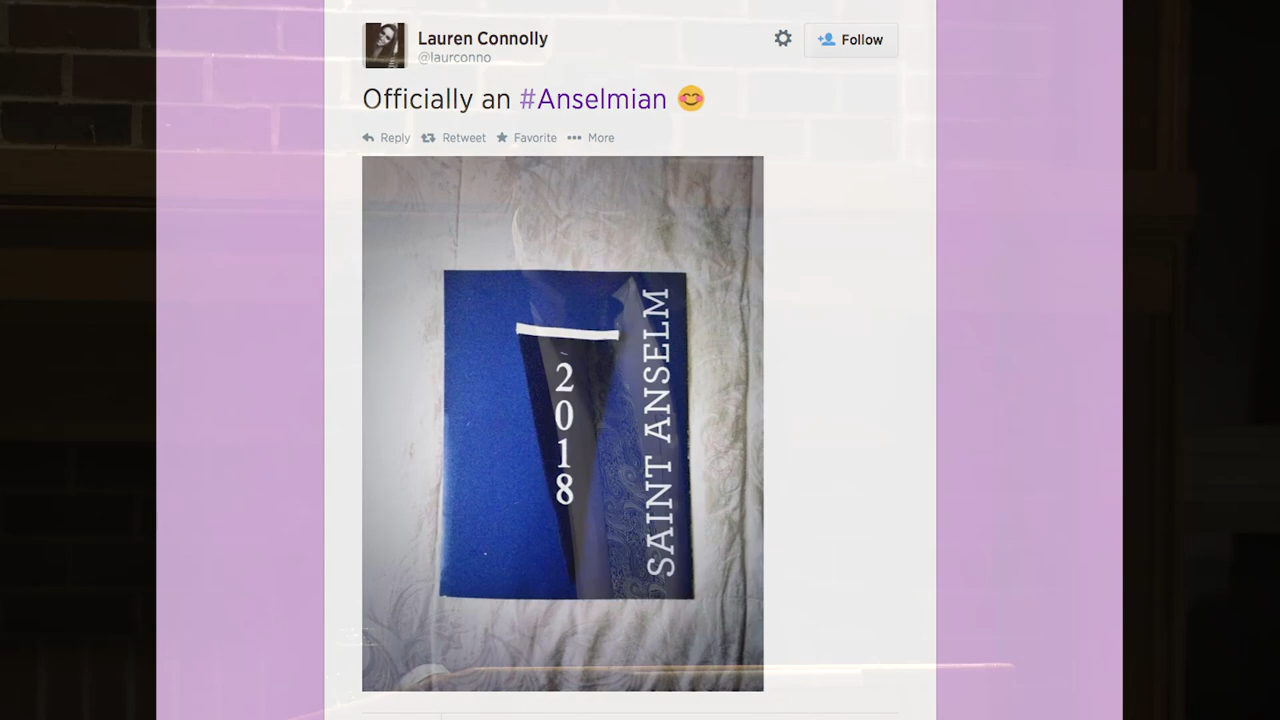 Lauren Connolly
@laurconno
Follow
Officially an #Anselmian 😊
Reply Retweet Favorite More
2018
SAINT ANSELM